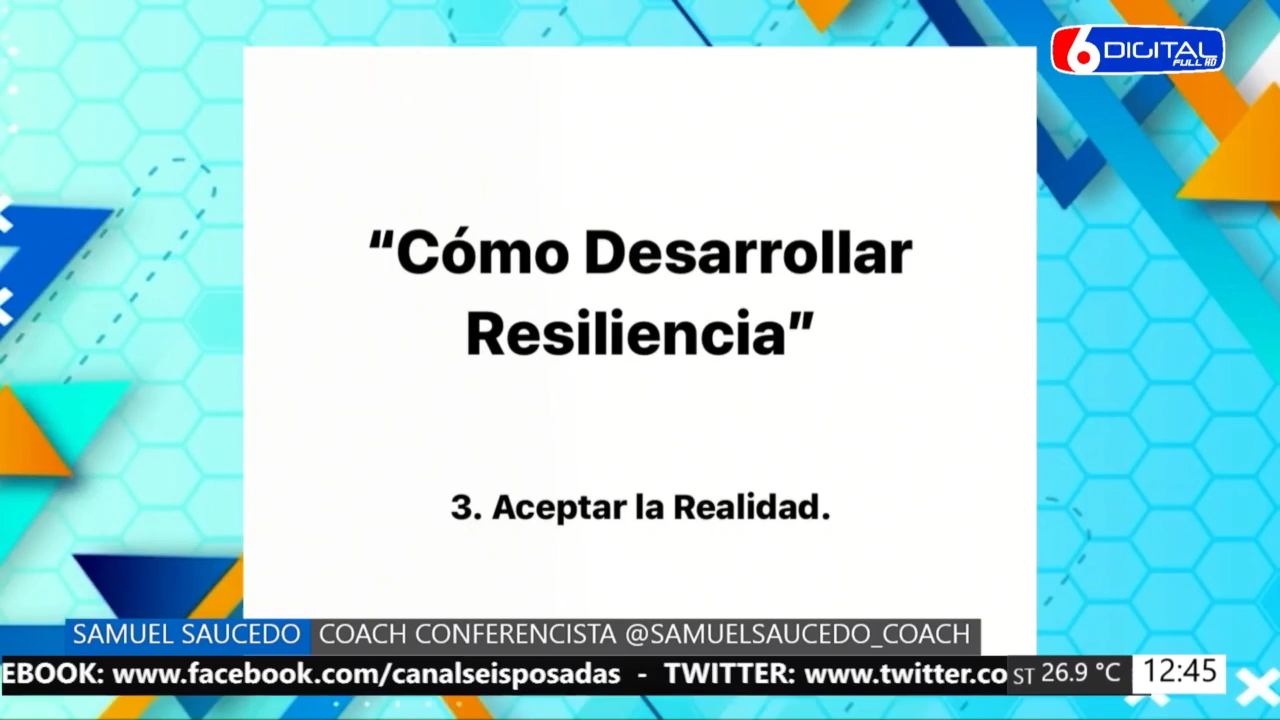 6 DIGITAL
FULL HD
“Cómo Desarrollar
Resiliencia”
3. Aceptar la Realidad.
SAMUEL SAUCEDO COACH CONFERENCISTA @SAMUELSAUCEDO_COACH
EBOOK: www.facebook.com/canalseisposadas - TWITTER: www.twitter.co ST 26.9 °C 12:45